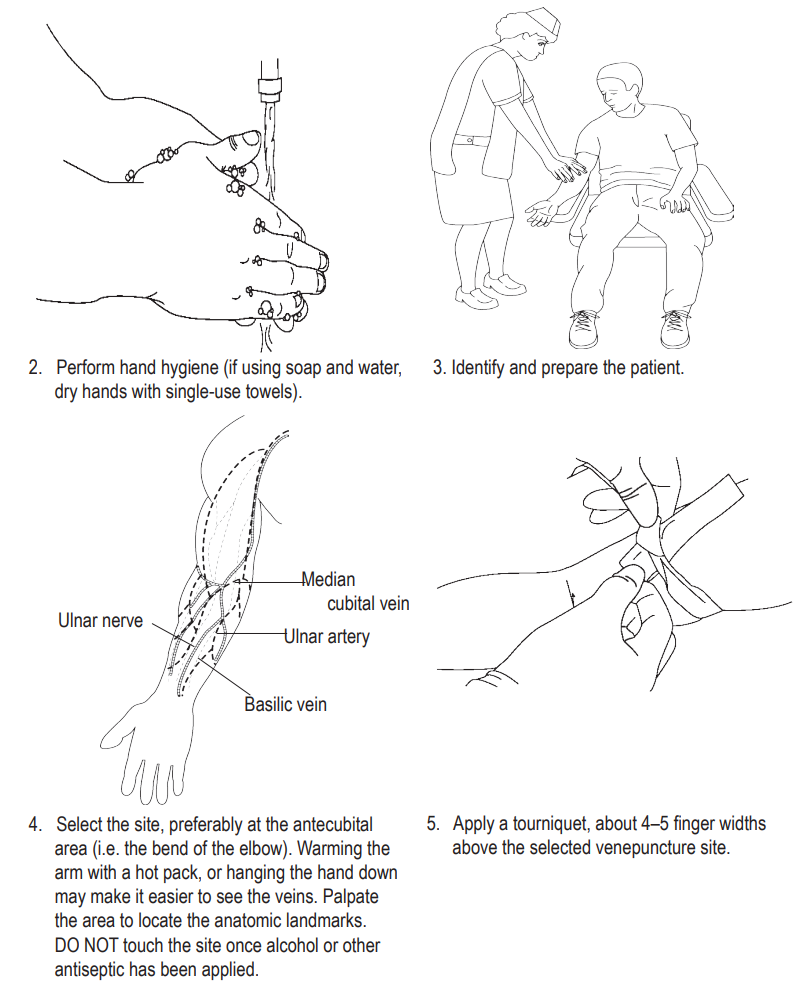 2. Perform hand hygiene (if using soap and water,
dry hands with single-use towels).
3. Identify and prepare the patient.
Median
cubital vein
Ulnar nerve
Ulnar artery
Basilic vein
4. Select the site, preferably at the antecubital
area (i.e. the bend of the elbow). Warming the
arm with a hot pack, or hanging the hand down
may make it easier to see the veins. Palpate
the area to locate the anatomic landmarks.
DO NOT touch the site once alcohol or other
antiseptic has been applied.
5. Apply a tourniquet, about 4–5 finger widths
above the selected venepuncture site.